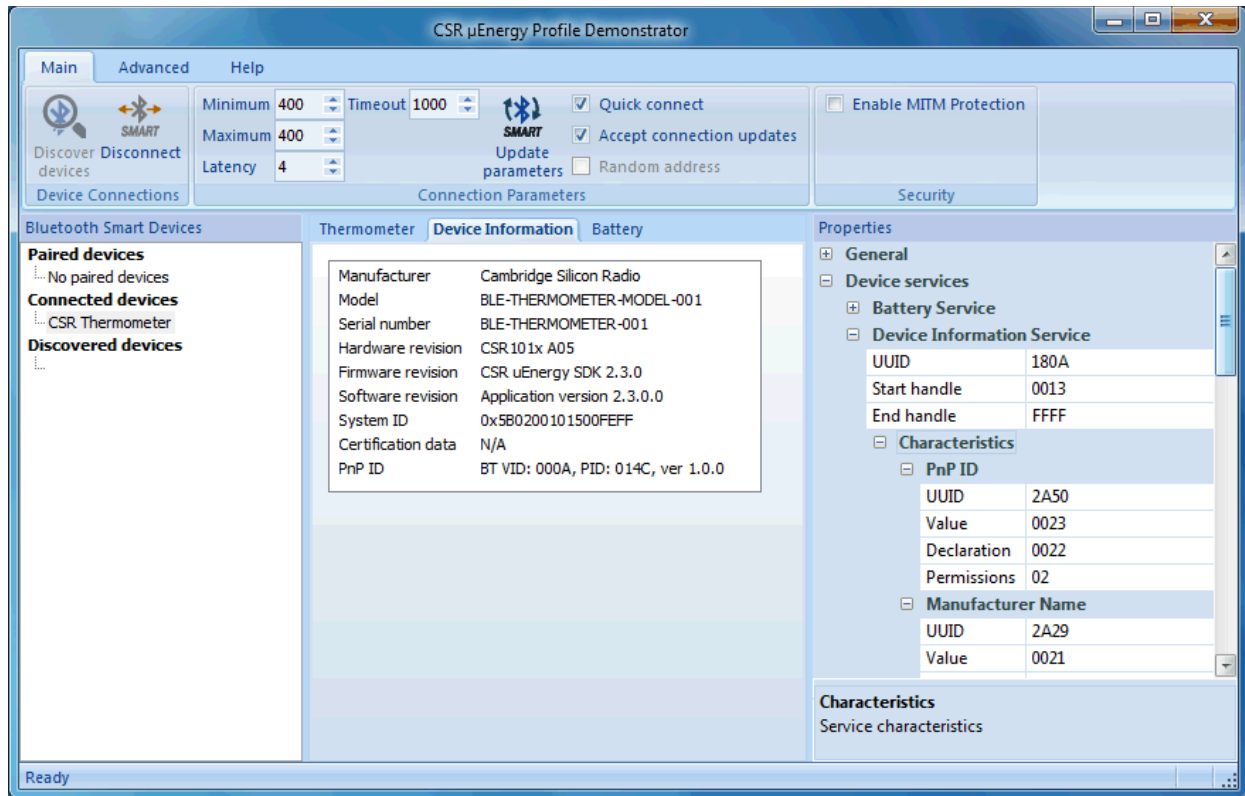 CSR µEnergy Profile Demonstrator
Main Advanced Help
Minimum 400 Timeout 1000 Quick connect Enable MITM Protection
SMART Maximum 400 SMART Accept connection updates
Discover devices Disconnect Latency 4 Update parameters Random address
Device Connections Connection Parameters Security
Bluetooth Smart Devices
Paired devices
No paired devices
Connected devices
CSR Thermometer
Discovered devices
Thermometer Device Information Battery
Manufacturer Cambridge Silicon Radio
Model BLE-THERMOMETER-MODEL-001
Serial number BLE-THERMOMETER-001
Hardware revision CSR101x A05
Firmware revision CSR uEnergy SDK 2.3.0
Software revision Application version 2.3.0.0
System ID 0x5B0200101500FEFF
Certification data N/A
PnP ID BT VID: 000A, PID: 014C, ver 1.0.0
Properties
General
Device services
Battery Service
Device Information Service
UUID 180A
Start handle 0013
End handle FFFF
Characteristics
PnP ID
UUID 2A50
Value 0023
Declaration 0022
Permissions 02
Manufacturer Name
UUID 2A29
Value 0021
Characteristics
Service characteristics
Ready